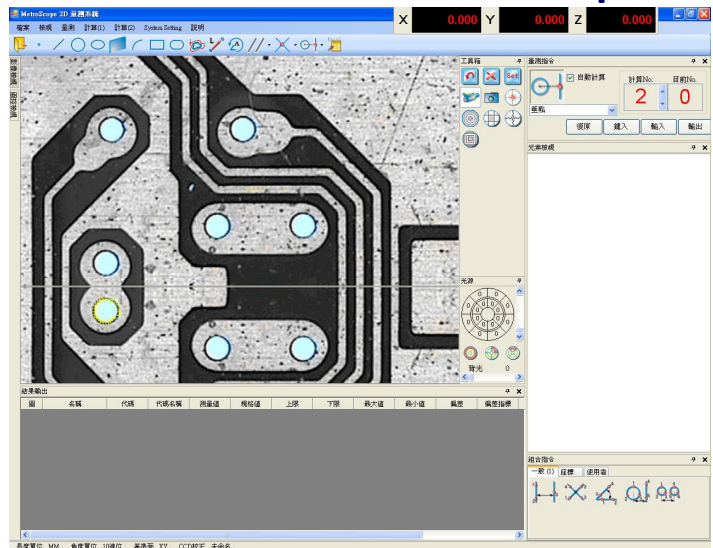 MetroScope 2D 量測系統
X 0.000 Y 0.000 Z 0.000
檔案 檢視 量測 計算(1) 計算(2) System Setting 說明
工具箱
Set
量測指令
自動計算
計算No.
目前No.
2
0
垂點
復原 鍵入 輸入 輸出
元素檢視
光源
背光 0
結果輸出
圖 名稱 代碼 代碼名稱 測量值 規格值 上限 下限 最大值 最小值 偏差 偏差指標
組合指令
一般 (1) 座標 使用者
長度單位 MM 角度單位 10進位 基準面 XY CCD校正 未命名